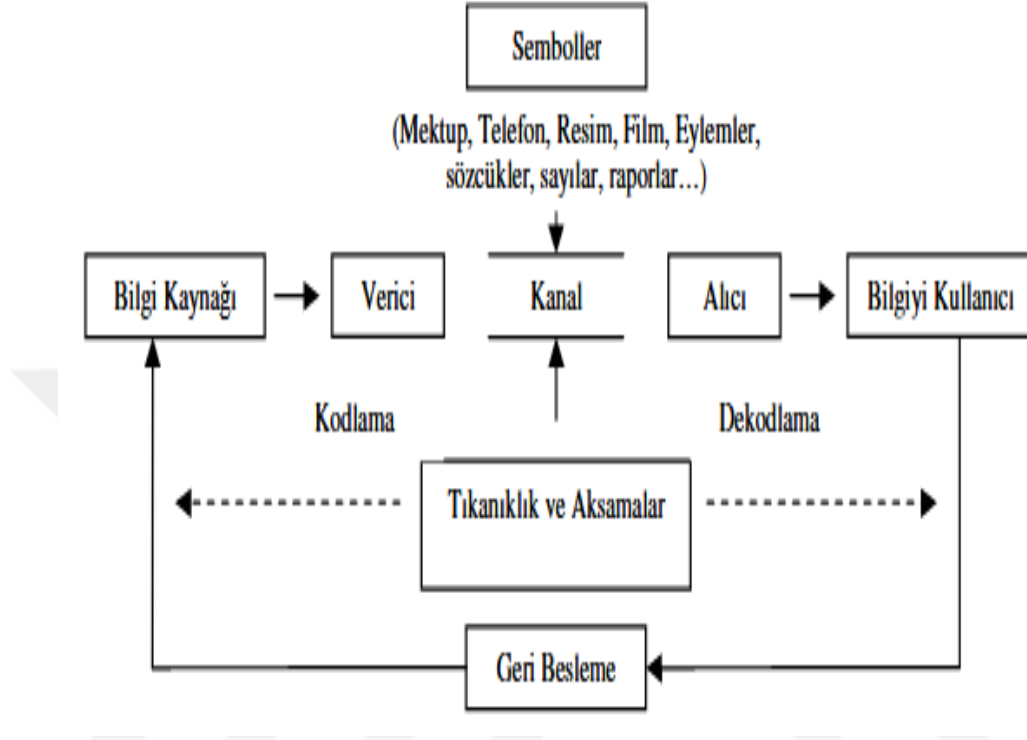 Semboller
(Mektup, Telefon, Resim, Film, Eylemler,
sözcükler, sayılar, raporlar…)
Bilgi Kaynağı
Verici
Kanal
Alıcı
Bilgiyi Kullanıcı
Kodlama
Dekodlama
Tıkanıklık ve Aksamalar
Geri Besleme